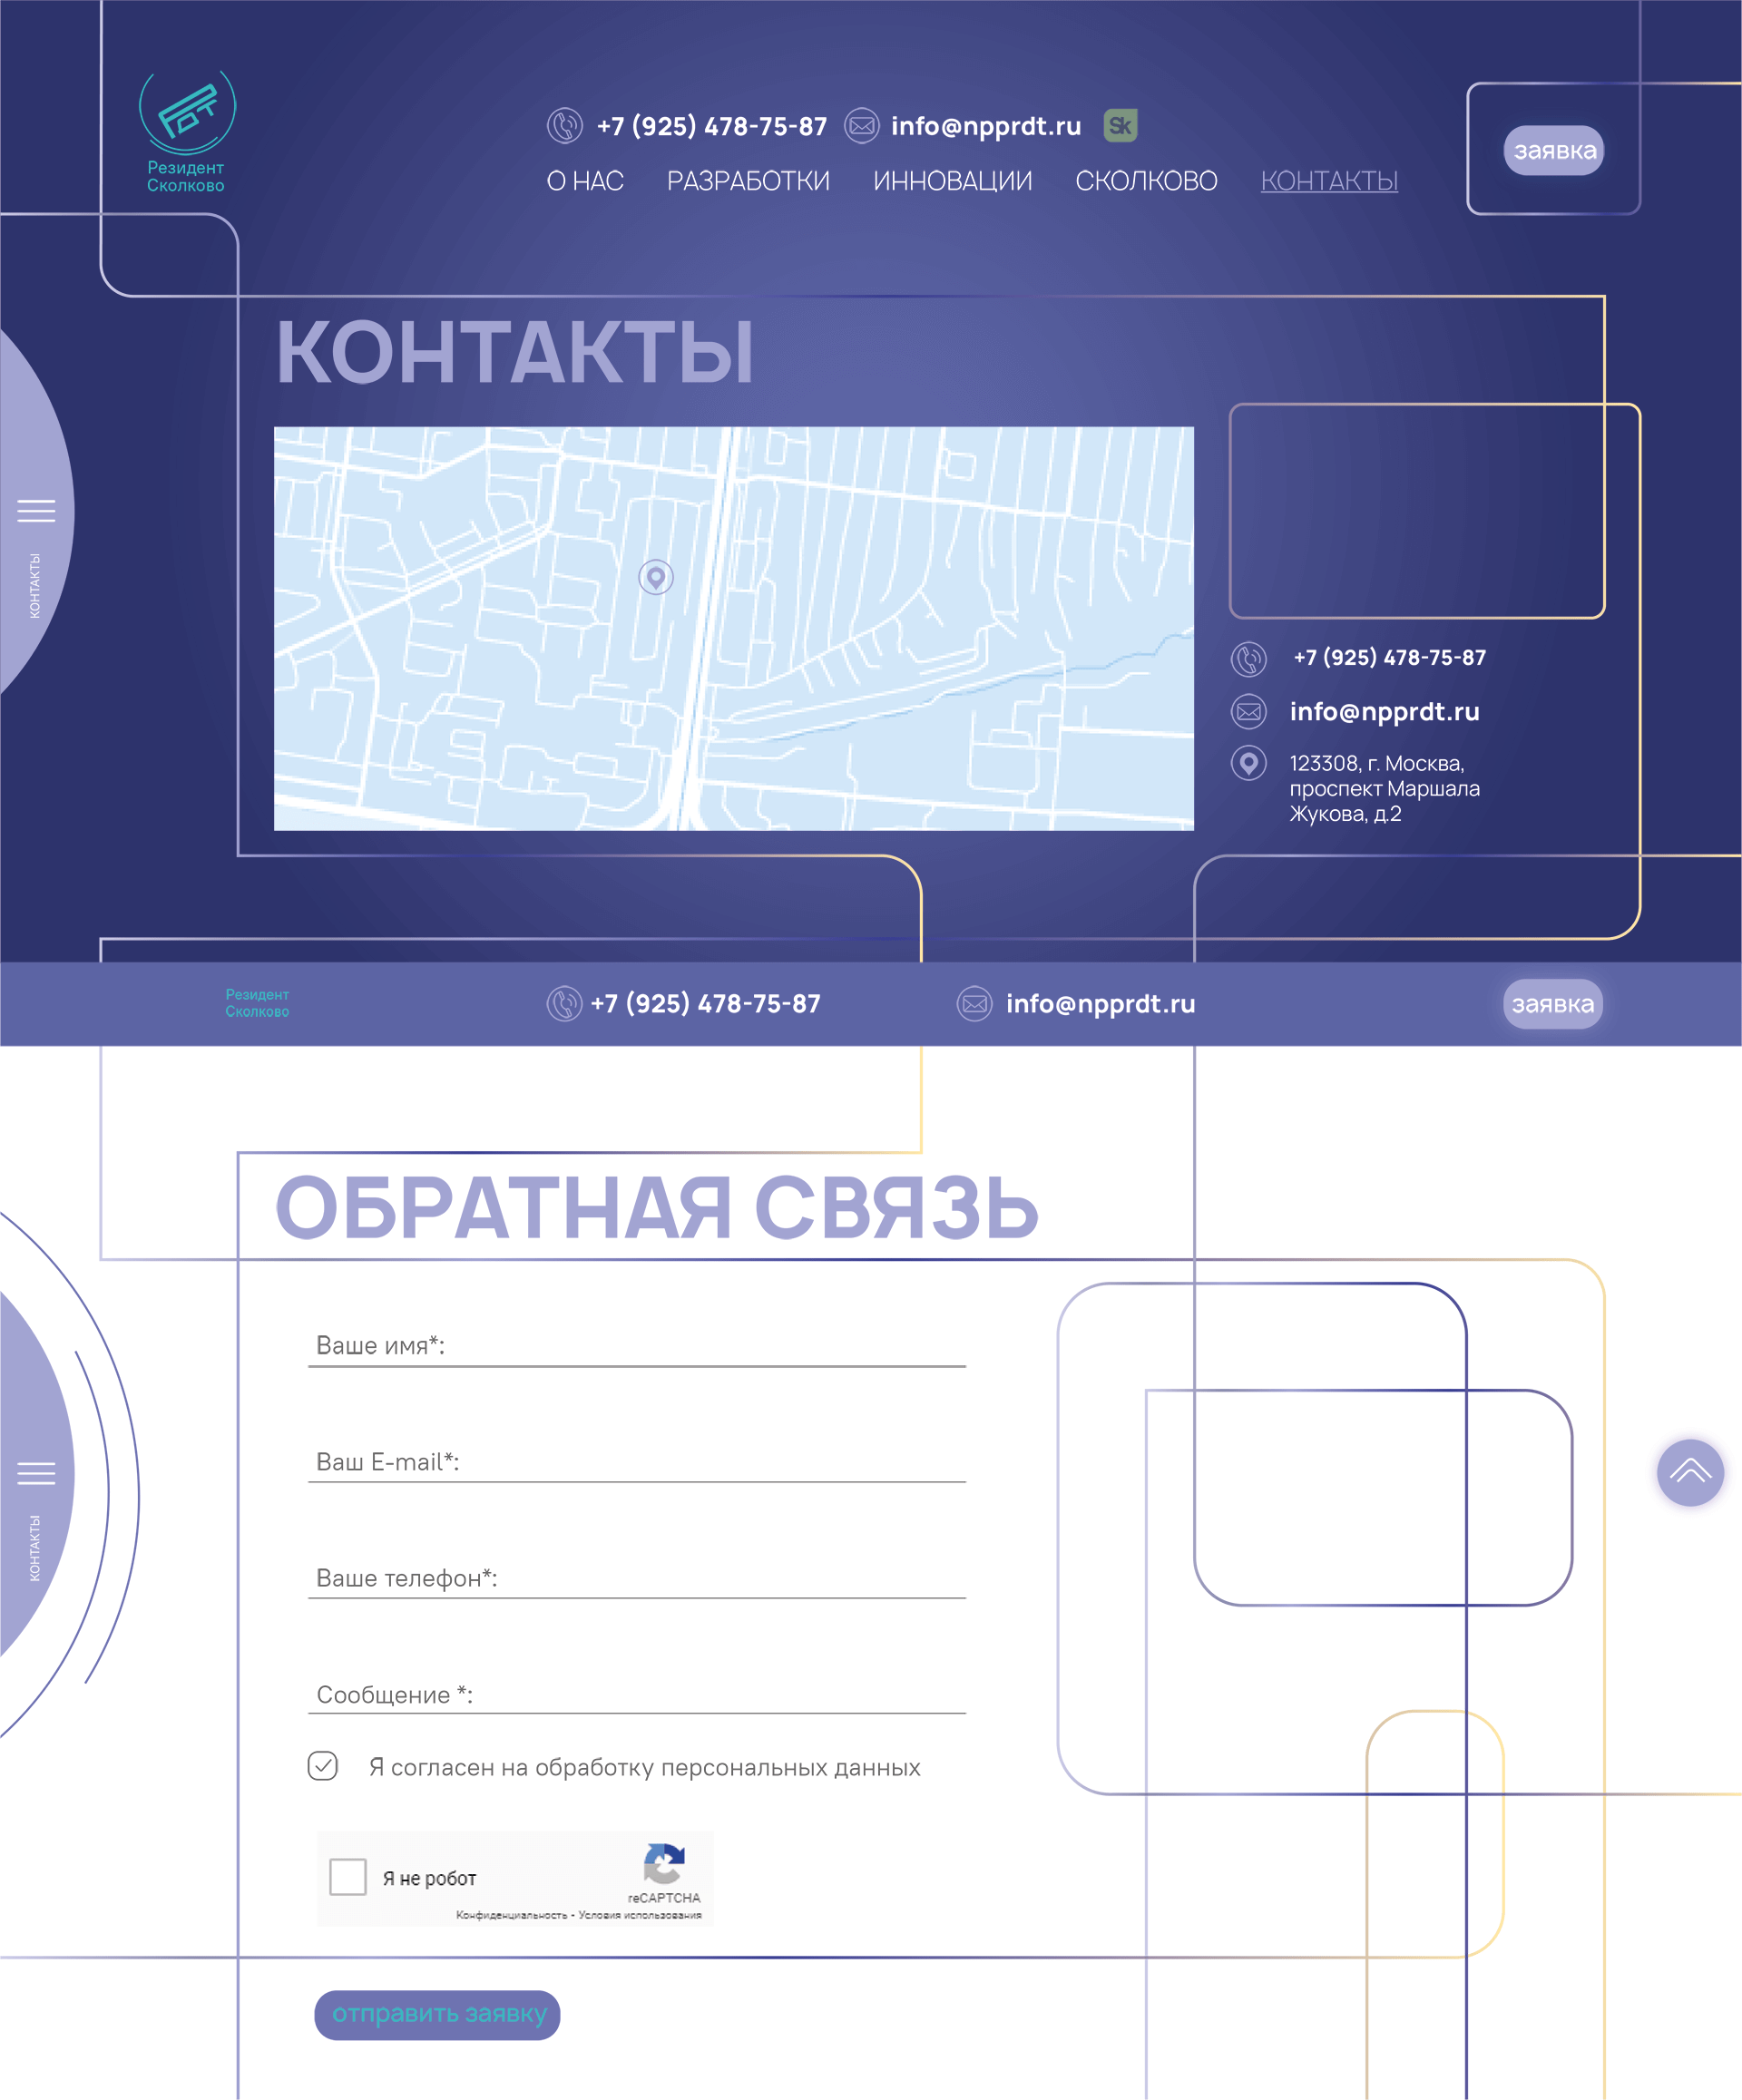 РДТ
Резидент
Сколково
+7 (925) 478-75-87 info@npprdt.ru Sk
О НАС РАЗРАБОТКИ ИННОВАЦИИ СКОЛКОВО КОНТАКТЫ
заявка
КОНТАКТЫ
КОНТАКТЫ
+7 (925) 478-75-87
info@npprdt.ru
123308, г. Москва,
проспект Маршала
Жукова, д.2
Резидент
Сколково
+7 (925) 478-75-87 info@npprdt.ru заявка
ОБРАТНАЯ СВЯЗЬ
КОНТАКТЫ
Ваше имя*:
Ваш E-mail*:
Ваше телефон*:
Сообщение *:
Я согласен на обработку персональных данных
Я не робот
reCAPTCHA
Конфиденциальность • Условия использования
отправить заявку